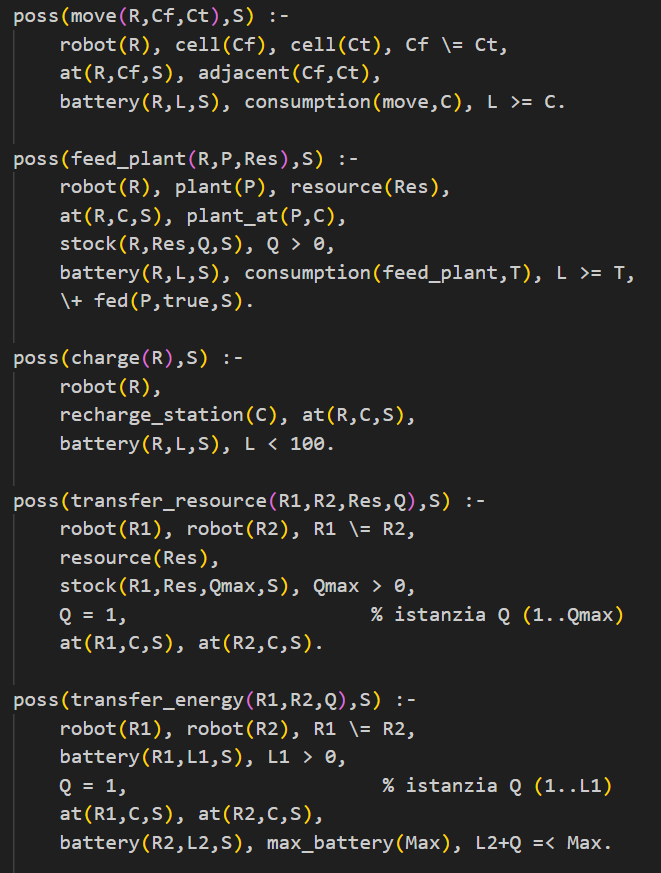 poss(move(R,Cf,Ct),S) :-
    robot(R), cell(Cf), cell(Ct), Cf \= Ct,
    at(R,Cf,S), adjacent(Cf,Ct),
    battery(R,L,S), consumption(move,C), L >= C.

poss(feed_plant(R,P,Res),S) :-
    robot(R), plant(P), resource(Res),
    at(R,C,S), plant_at(P,C),
    stock(R,Res,Q,S), Q > 0,
    battery(R,L,S), consumption(feed_plant,T), L >= T,
    \+ fed(P,true,S).

poss(charge(R),S) :-
    robot(R),
    recharge_station(C), at(R,C,S),
    battery(R,L,S), L < 100.

poss(transfer_resource(R1,R2,Res,Q),S) :-
    robot(R1), robot(R2), R1 \= R2,
    resource(Res),
    stock(R1,Res,Qmax,S), Qmax > 0,
    Q = 1,                     % istanzia Q (1..Qmax)
    at(R1,C,S), at(R2,C,S).

poss(transfer_energy(R1,R2,Q),S) :-
    robot(R1), robot(R2), R1 \= R2,
    battery(R1,L1,S), L1 > 0,
    Q = 1,                      % istanzia Q (1..L1)
    at(R1,C,S), at(R2,C,S),
    battery(R2,L2,S), max_battery(Max), L2+Q =< Max.